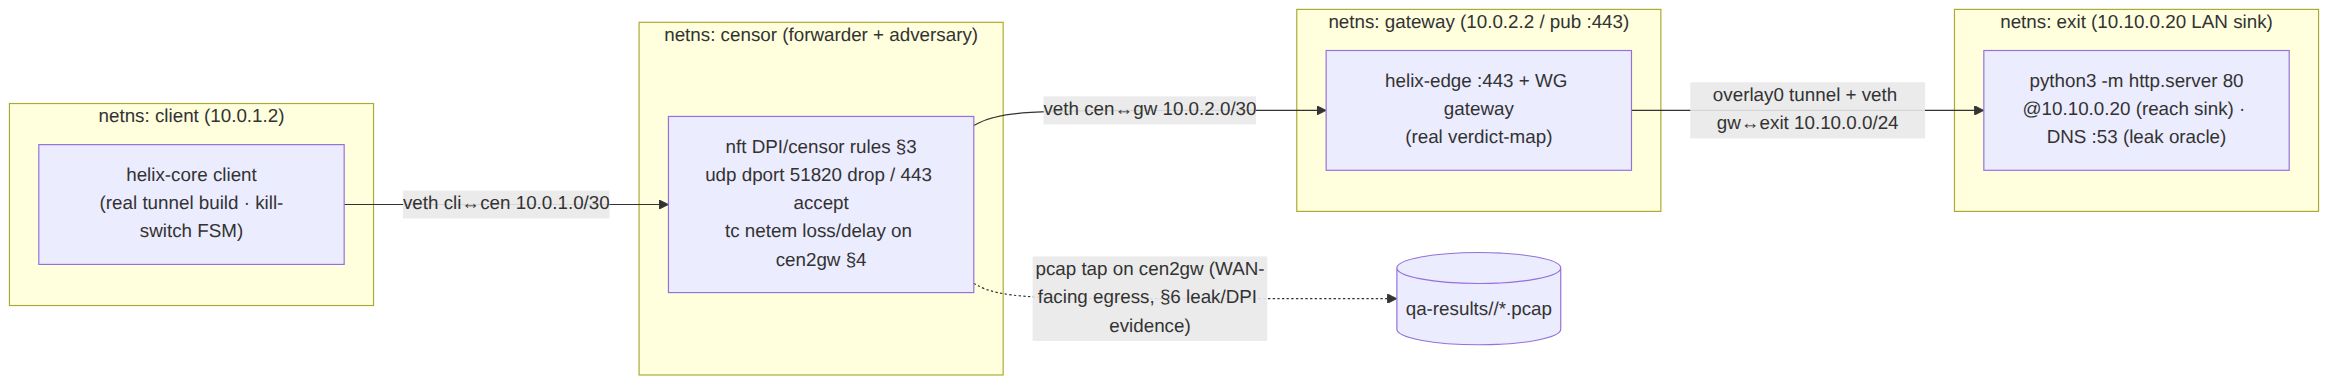 netns: client (10.0.1.2)
helix-core client
(real tunnel build · kill-
switch FSM)
veth cli↔cen 10.0.1.0/30
netns: censor (forwarder + adversary)
nft DPI/censor rules §3
udp dport 51820 drop / 443
accept
tc netem loss/delay on
cen2gw §4
veth cen↔gw 10.0.2.0/30
pcap tap on cen2gw (WAN-
facing egress, §6 leak/DPI
evidence)
netns: gateway (10.0.2.2 / pub :443)
helix-edge :443 + WG
gateway
(real verdict-map)
qa-results//*.pcap
overlay0 tunnel + veth
gw↔exit 10.10.0.0/24
netns: exit (10.10.0.20 LAN sink)
python3 -m http.server 80
@10.10.0.20 (reach sink) ·
DNS :53 (leak oracle)